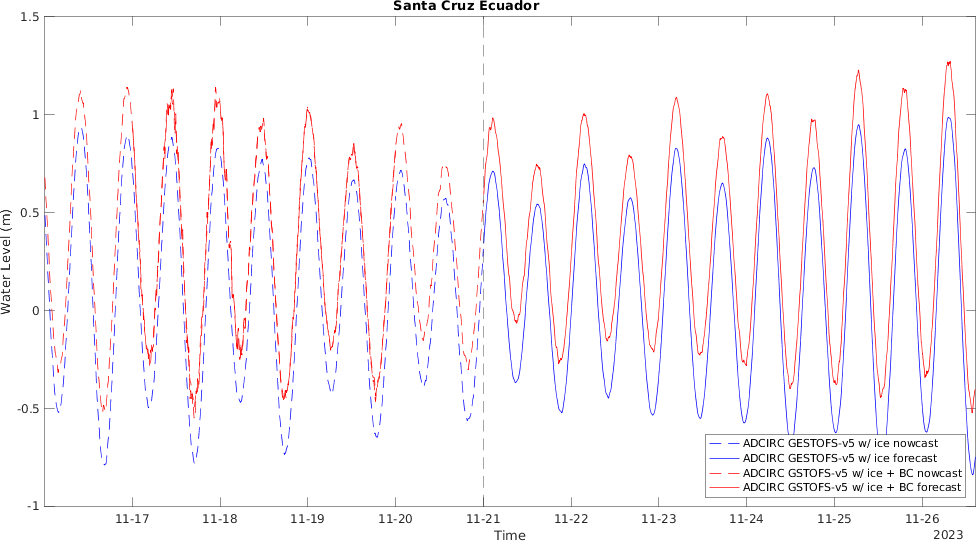 Santa Cruz Ecuador
1.5
1
0.5
0
-0.5
-1
Water Level (m)
11-17
11-18
11-19
11-20
11-21
11-22
11-23
11-24
11-25
11-26
Time
2023
ADCIRC GESTOFS-v5 w/ ice nowcast
ADCIRC GESTOFS-v5 w/ ice forecast
ADCIRC GSTOFS-v5 w/ ice + BC nowcast
ADCIRC GSTOFS-v5 w/ ice + BC forecast